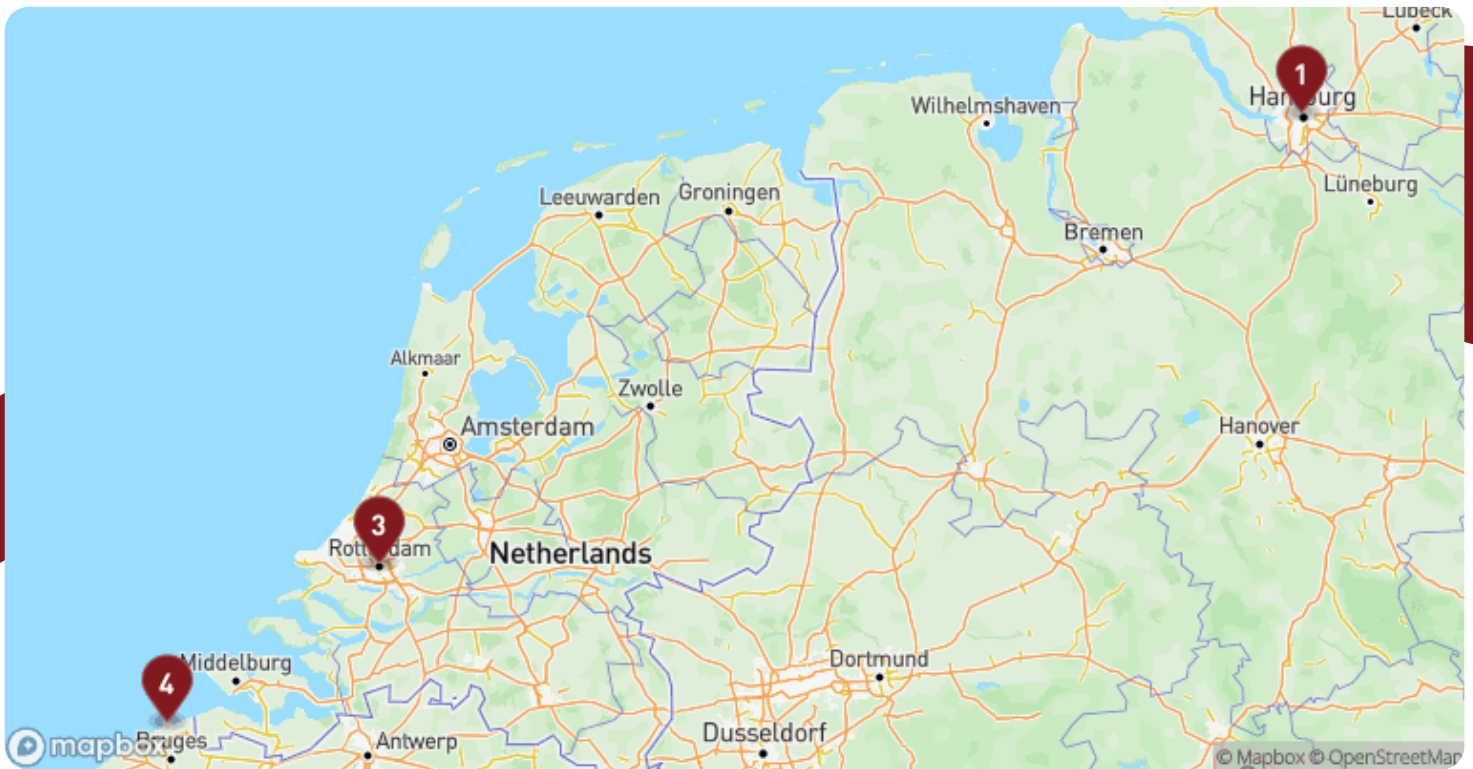 Lübeck
1
Hamburg
Wilhelmshaven
Lüneburg
Leeuwarden
Groningen
Bremen
Alkmaar
Zwolle
Amsterdam
Hanover
3
Rotterdam
Netherlands
Middelburg
4
Dortmund
Dusseldorf
Bruges
Antwerp
mapbox
© Mapbox © OpenStreetMap